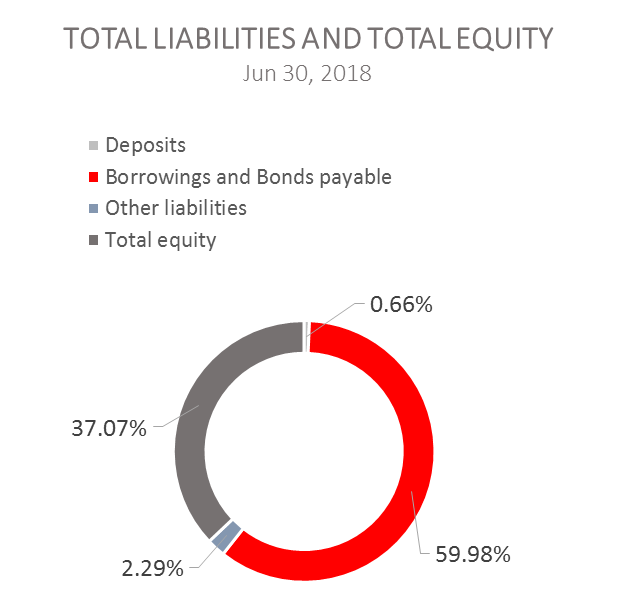 TOTAL LIABILITIES AND TOTAL EQUITY
Jun 30, 2018
Deposits
Borrowings and Bonds payable
Other liabilities
Total equity
0.66%
37.07%
59.98%
2.29%